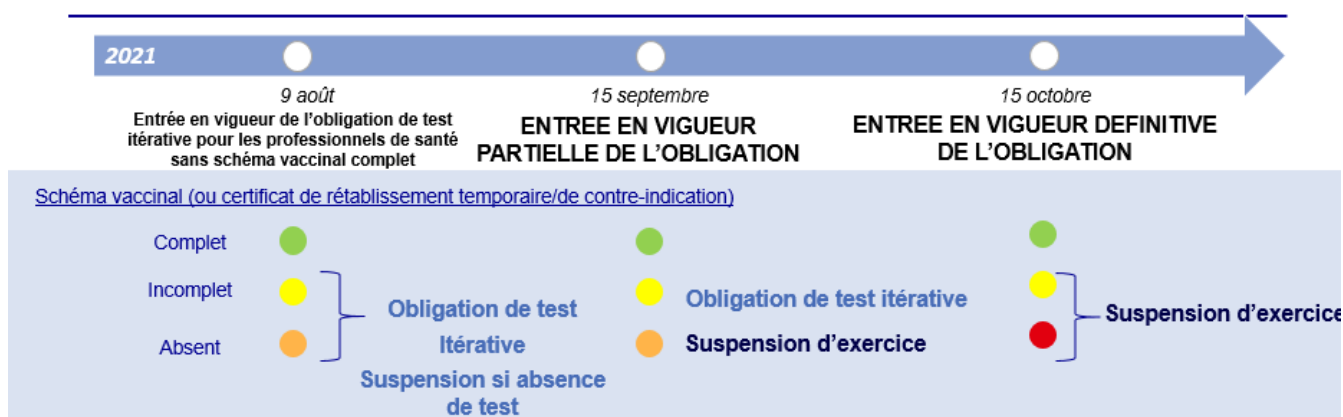 2021
9 août
Entrée en vigueur de l'obligation de test
itérative pour les professionnels de santé
sans schéma vaccinal complet
15 septembre
ENTREE EN VIGUEUR
PARTIELLE DE L'OBLIGATION
15 octobre
ENTREE EN VIGUEUR DEFINITIVE
DE L'OBLIGATION
Schéma vaccinal (ou certificat de rétablissement temporaire/de contre-indication)
Complet
Incomplet
Absent
Obligation de test
Itérative
Suspension si absence
de test
Obligation de test itérative
Suspension d'exercice
Suspension d'exercice